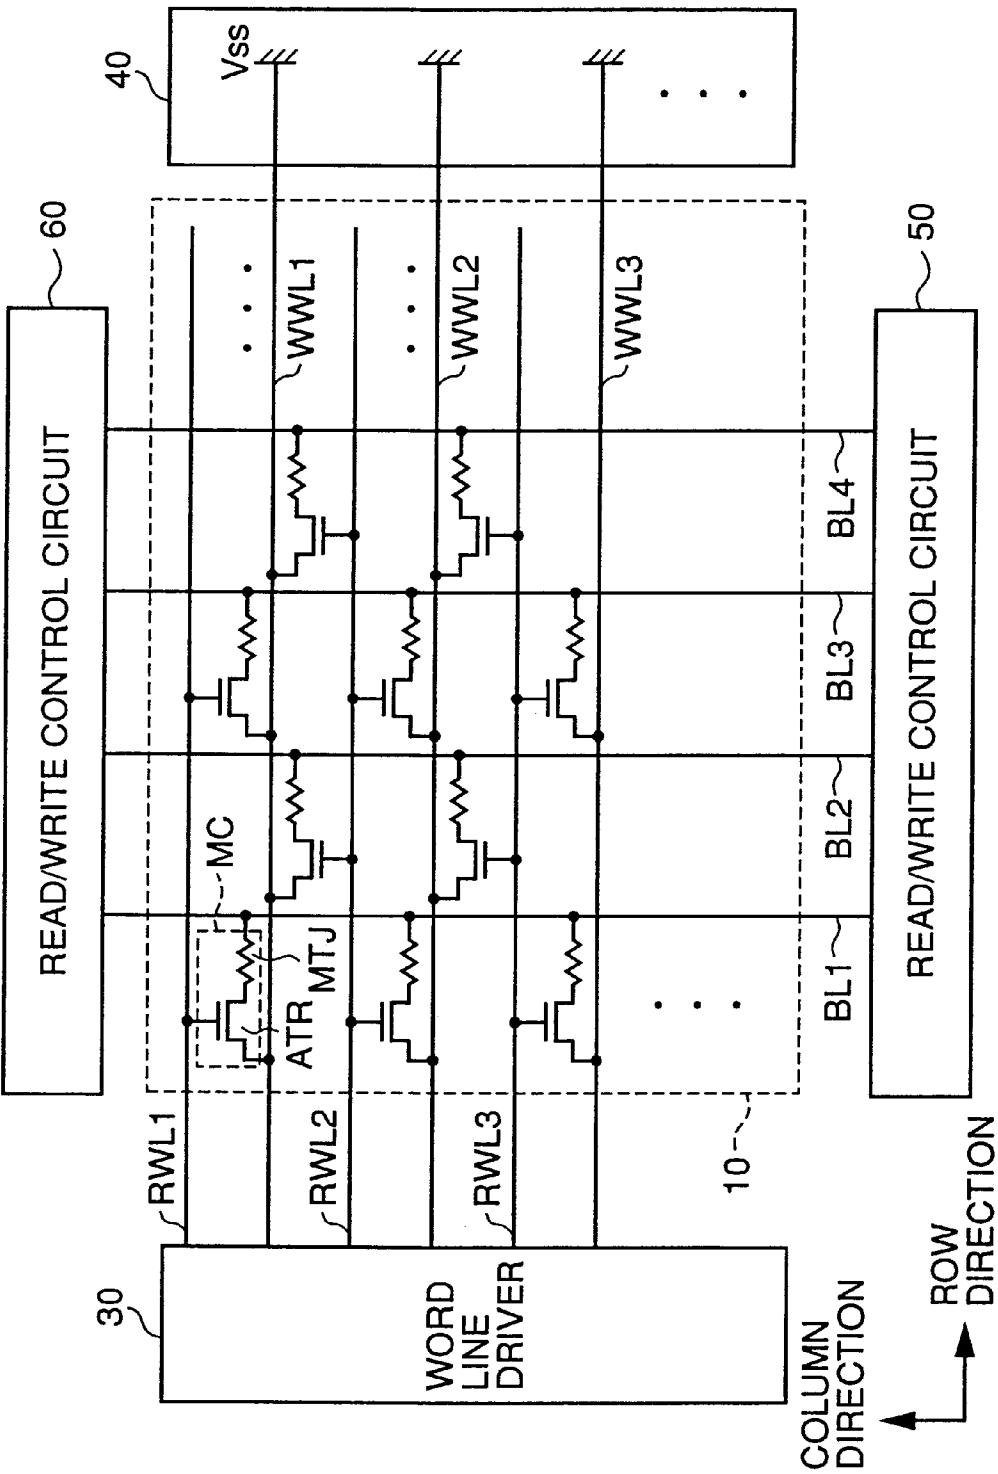 40
Vss
60
READ/WRITE CONTROL CIRCUIT
MC
MTJ
ATR
WWL1
WWL2
WWL3
RWL1
RWL2
RWL3
BL1
BL2
BL3
BL4
50
READ/WRITE CONTROL CIRCUIT
10
30
WORD
LINE
DRIVER
COLUMN
DIRECTION
ROW
DIRECTION